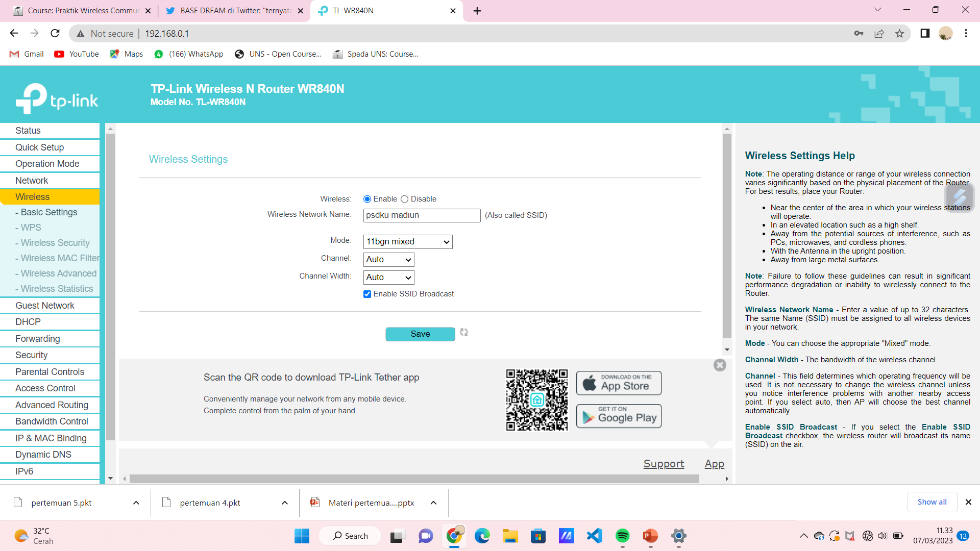 Course: Praktik Wireless Commun
BASE DREAM di Twitter: "ternyata
TL-WR840N
Not secure
192.168.0.1
Gmail
YouTube
Maps
(166) WhatsApp
UNS - Open Course...
Spada UNS: Course...
tp-link
TP-Link Wireless N Router WR840N
Model No. TL-WR840N
Status
Quick Setup
Operation Mode
Network
Wireless
- Basic Settings
- WPS
- Wireless Security
- Wireless MAC Filter
- Wireless Advanced
- Wireless Statistics
Guest Network
DHCP
Forwarding
Security
Parental Controls
Access Control
Advanced Routing
Bandwidth Control
IP & MAC Binding
Dynamic DNS
IPv6
Wireless Settings
Wireless: Enable Disable
Wireless Network Name: psdku madiun (Also called SSID)
Mode: 11bgn mixed
Channel: Auto
Channel Width: Auto
Enable SSID Broadcast
Save
Scan the QR code to download TP-Link Tether app
Conveniently manage your network from any mobile device.
Complete control from the palm of your hand
DOWNLOAD ON THE
App Store
GET IT ON
Google Play
Support App
Wireless Settings Help
Note: The operating distance or range of your wireless connection
varies significantly based on the physical placement of the Router.
For best results, place your Router:
• Near the center of the area in which your wireless stations
will operate.
• In an elevated location such as a high shelf.
• Away from the potential sources of interference, such as
PCs, microwaves, and cordless phones.
• With the Antenna in the upright position.
• Away from large metal surfaces.
Note: Failure to follow these guidelines can result in significant
performance degradation or inability to wirelessly connect to the
Router.
Wireless Network Name - Enter a value of up to 32 characters.
The same Name (SSID) must be assigned to all wireless devices
in your network.
Mode - You can choose the appropriate "Mixed" mode.
Channel Width - The bandwidth of the wireless channel.
Channel - This field determines which operating frequency will be
used. It is not necessary to change the wireless channel unless
you notice interference problems with another nearby access
point. If you select auto, then AP will choose the best channel
automatically.
Enable SSID Broadcast - If you select the Enable SSID
Broadcast checkbox, the wireless router will broadcast its name
(SSID) on the air.
pertemuan 5.pkt
pertemuan 4.pkt
Materi pertemua....pptx
Show all
32°C
Cerah
Search
11.33
07/03/2023
13